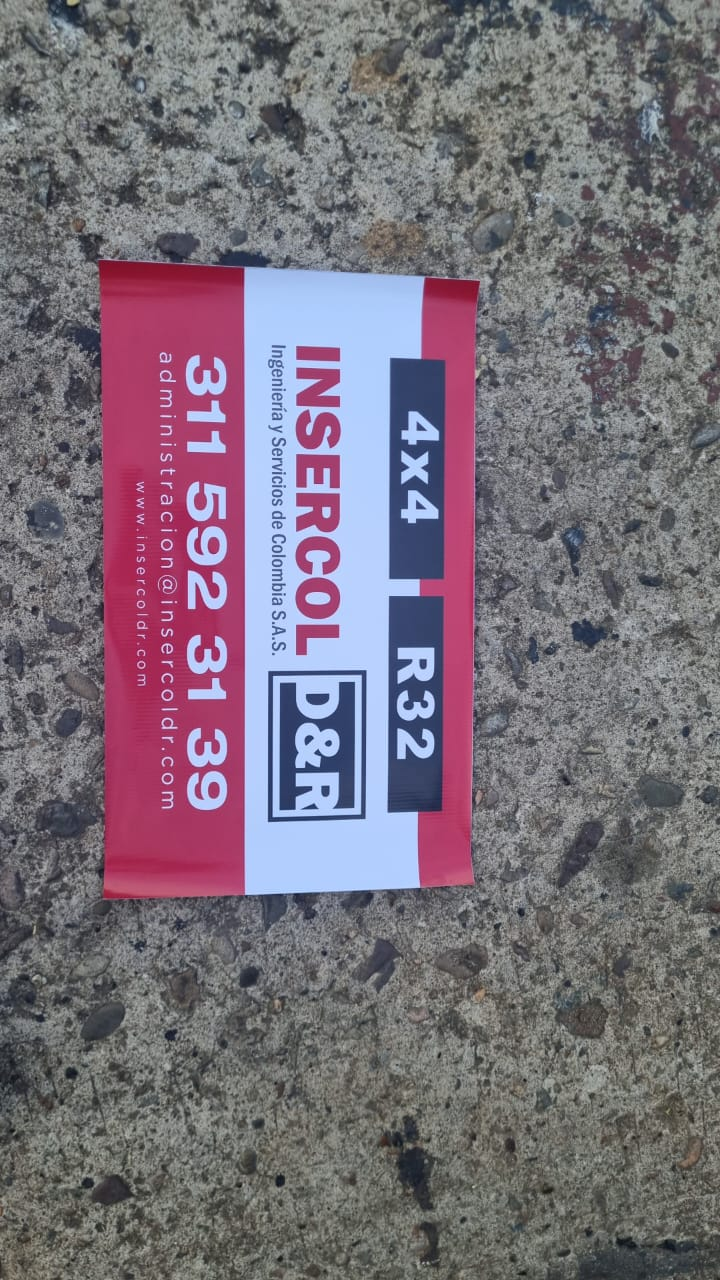 4x4 R32
INSERCOL D&R
Ingeniería y Servicios de Colombia S.A.S.
311 592 31 39
administracion@insercoldr.com
www.insercoldr.com